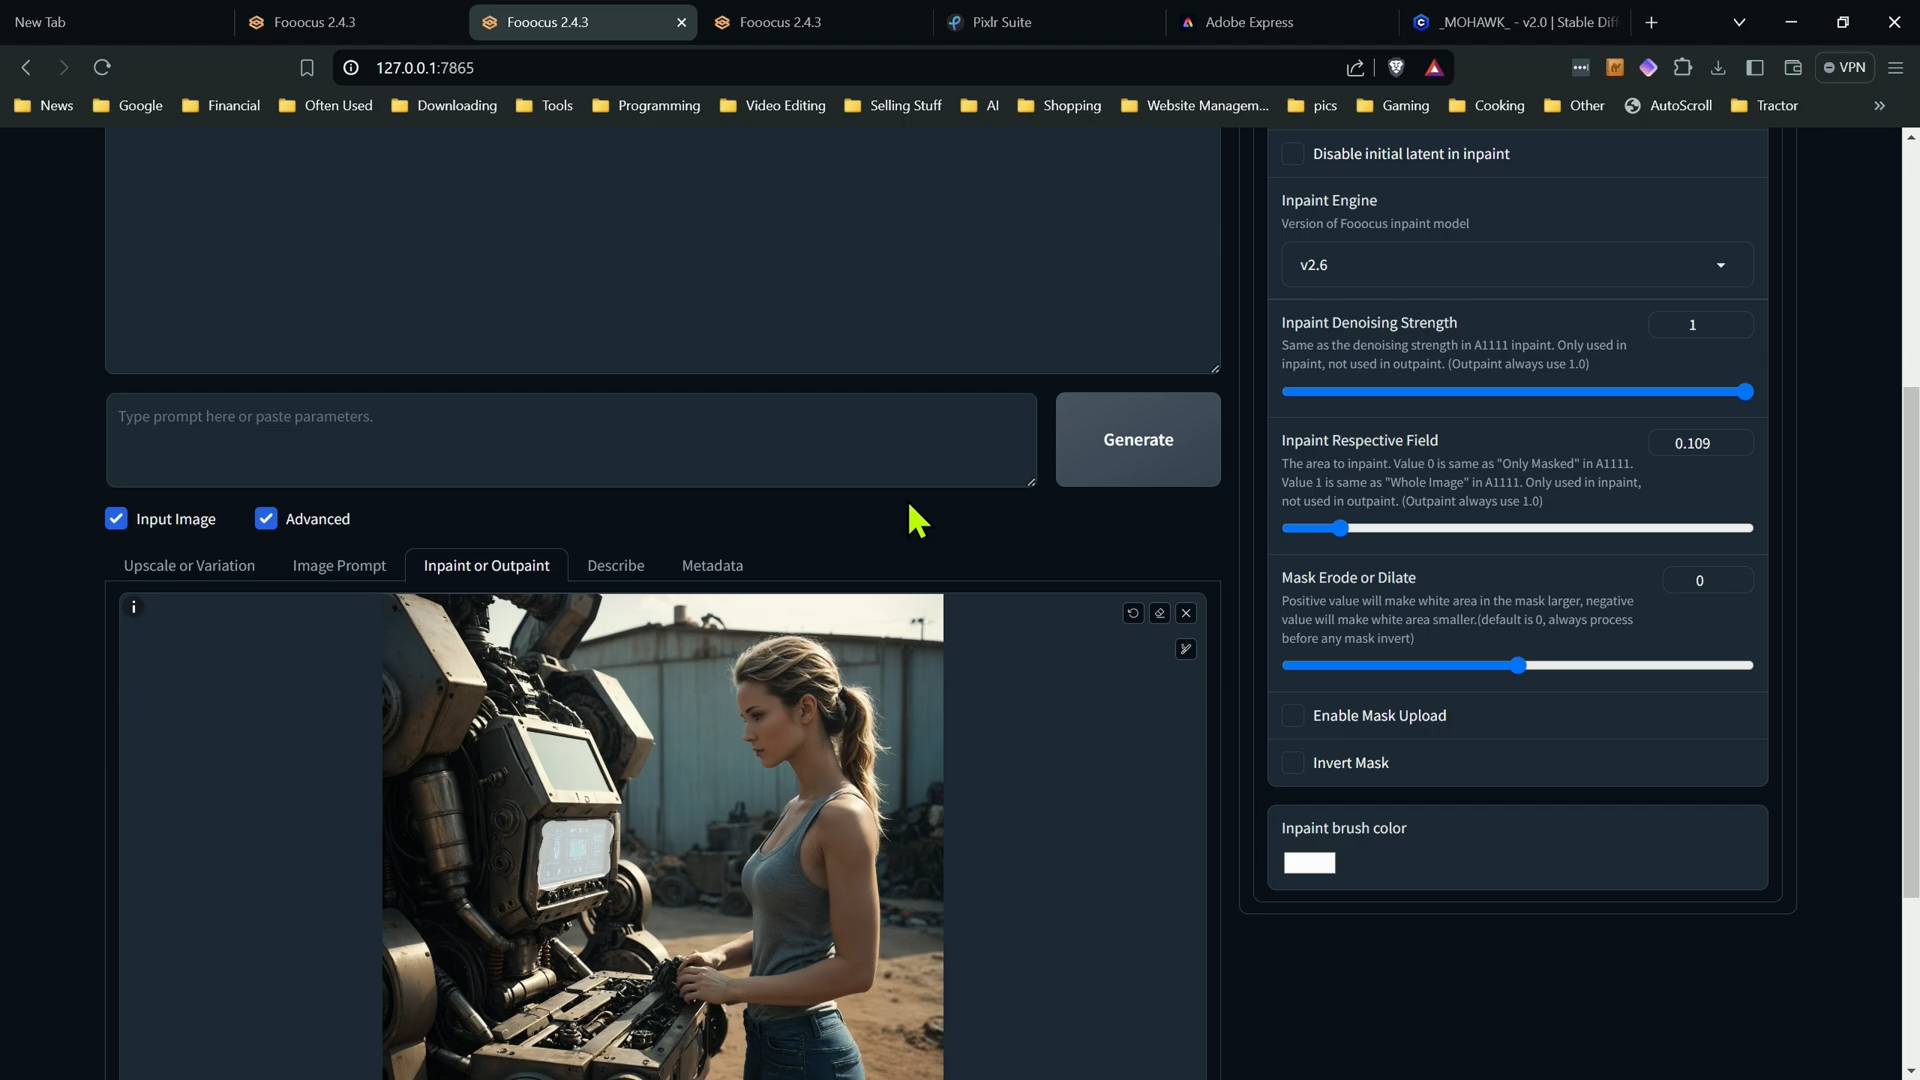 New Tab
Fooocus 2.4.3
Fooocus 2.4.3
Fooocus 2.4.3
Pixlr Suite
Adobe Express
_MOHAWK_ - v2.0 | Stable Dif
127.0.0.1:7865
VPN
News
Google
Financial
Often Used
Downloading
Tools
Programming
Video Editing
Selling Stuff
AI
Shopping
Website Managem...
pics
Gaming
Cooking
Other
AutoScroll
Tractor
Disable initial latent in inpaint
Inpaint Engine
Version of Fooocus inpaint model
v2.6
Inpaint Denoising Strength
1
Same as the denoising strength in A1111 inpaint. Only used in
inpaint, not used in outpaint. (Outpaint always use 1.0)
Type prompt here or paste parameters.
Generate
Inpaint Respective Field
0.109
The area to inpaint. Value 0 is same as "Only Masked" in A1111.
Value 1 is same as "Whole Image" in A1111. Only used in inpaint,
not used in outpaint. (Outpaint always use 1.0)
Input Image
Advanced
Upscale or Variation
Image Prompt
Inpaint or Outpaint
Describe
Metadata
Mask Erode or Dilate
0
Positive value will make white area in the mask larger, negative
value will make white area smaller.(default is 0, always process
before any mask invert)
Enable Mask Upload
Invert Mask
Inpaint brush color